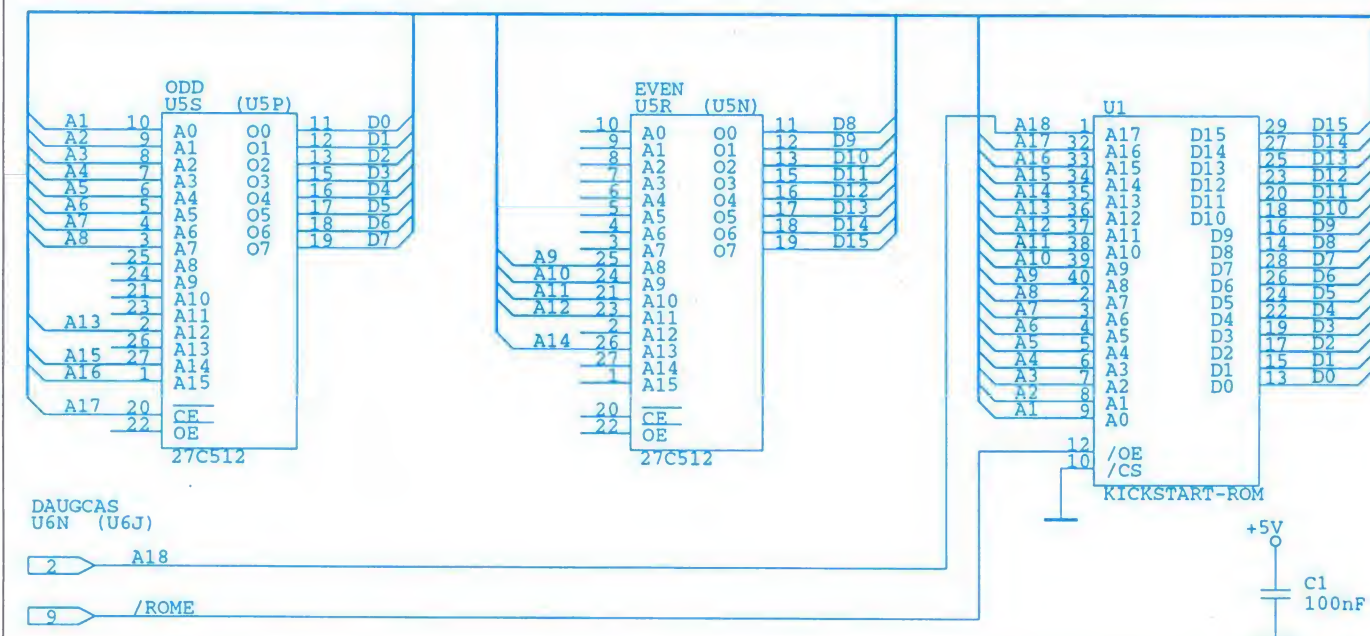 ODD
U5S (U5P)
A1 10 A0 O0 11 D0
A2 9 A1 O1 12 D1
A3 8 A2 O2 13 D2
A4 7 A3 O3 15 D3
A5 6 A4 O4 16 D4
A6 5 A5 O5 17 D5
A7 4 A6 O6 18 D6
A8 3 A7 O7 19 D7
25 A8
24 A9
21 A10
23 A11
A13 2 A12
26 A13
A15 27 A14
A16 1 A15
A17 20 CE
22 OE
27C512
EVEN
U5R (U5N)
10 A0 O0 11 D8
9 A1 O1 12 D9
8 A2 O2 13 D10
7 A3 O3 15 D11
6 A4 O4 16 D12
5 A5 O5 17 D13
4 A6 O6 18 D14
3 A7 O7 19 D15
A9 25 A8
A10 24 A9
A11 21 A10
A12 23 A11
2 A12
A14 26 A13
27 A14
1 A15
20 CE
22 OE
27C512
U1
A18 1 A17 D15 29 D15
A17 32 A16 D14 27 D14
A16 33 A15 D13 25 D13
A15 34 A14 D12 23 D12
A14 35 A13 D11 20 D11
A13 36 A12 D10 18 D10
A12 37 A11 D9 16 D9
A11 38 A10 D8 14 D8
A10 39 A9 D7 28 D7
A9 40 A8 D6 26 D6
A8 2 A7 D5 24 D5
A7 3 A6 D4 22 D4
A6 4 A5 D3 19 D3
A5 5 A4 D2 17 D2
A4 6 A3 D1 15 D1
A3 7 A2 D0 13 D0
A2 8 A1
A1 9 A0
12 /OE
10 /CS
KICKSTART-ROM
DAUGCAS
U6N (U6J)
2 A18
9 /ROME
+5V
C1
100nF